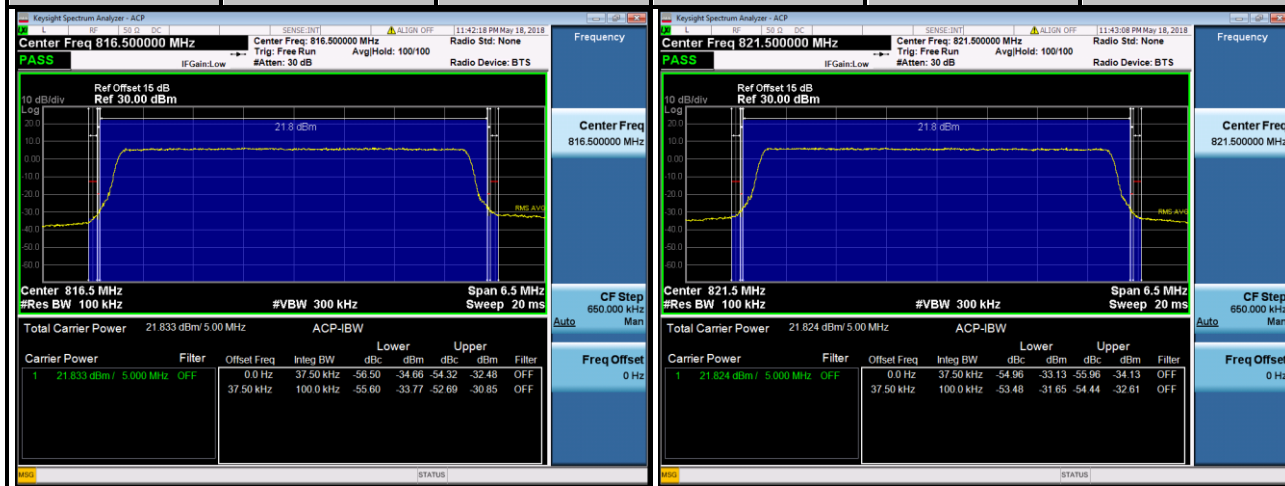 Keysight Spectrum Analyzer - ACP
L RF 50 Ω DC SENSE:INT ALIGN OFF 11:42:18 PM May 18, 2018
Center Freq 816.500000 MHz
Center Freq: 816.500000 MHz
Radio Std: None
Trig: Free Run Avg|Hold: 100/100
PASS
IFGain:Low
#Atten: 30 dB
Radio Device: BTS
Frequency
Ref Offset 15 dB
10 dB/div Ref 30.00 dBm
Log
20.0
21.8 dBm
10.0
0.00
-10.0
-20.0
-30.0
RMS AVG
-40.0
-50.0
-60.0
Center 816.5 MHz Span 6.5 MHz
#Res BW 100 kHz #VBW 300 kHz Sweep 20 ms
Center Freq
816.500000 MHz
CF Step
650.000 kHz
Auto Man
Freq Offset
0 Hz
Total Carrier Power 21.833 dBm/ 5.00 MHz ACP-IBW
Lower Upper
Carrier Power Filter Offset Freq Integ BW dBc dBm dBc dBm Filter
1 21.833 dBm / 5.000 MHz OFF 0.0 Hz 37.50 kHz -56.50 -34.66 -54.32 -32.48 OFF
37.50 kHz 100.0 kHz -55.60 -33.77 -52.69 -30.85 OFF
MSG STATUS
Keysight Spectrum Analyzer - ACP
L RF 50 Ω DC SENSE:INT ALIGN OFF 11:43:08 PM May 18, 2018
Center Freq 821.500000 MHz
Center Freq: 821.500000 MHz
Radio Std: None
Trig: Free Run Avg|Hold: 100/100
PASS
IFGain:Low
#Atten: 30 dB
Radio Device: BTS
Frequency
Ref Offset 15 dB
10 dB/div Ref 30.00 dBm
Log
20.0
21.8 dBm
10.0
0.00
-10.0
-20.0
-30.0
RMS AVG
-40.0
-50.0
-60.0
Center 821.5 MHz Span 6.5 MHz
#Res BW 100 kHz #VBW 300 kHz Sweep 20 ms
Center Freq
821.500000 MHz
CF Step
650.000 kHz
Auto Man
Freq Offset
0 Hz
Total Carrier Power 21.824 dBm/ 5.00 MHz ACP-IBW
Lower Upper
Carrier Power Filter Offset Freq Integ BW dBc dBm dBc dBm Filter
1 21.824 dBm / 5.000 MHz OFF 0.0 Hz 37.50 kHz -54.96 -33.13 -55.96 -34.13 OFF
37.50 kHz 100.0 kHz -53.48 -31.65 -54.44 -32.61 OFF
MSG STATUS